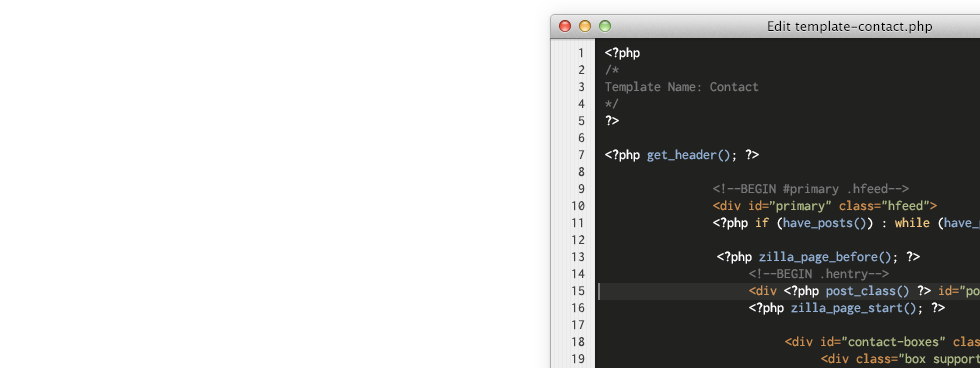 Edit template-contact.php
1 <?php
2 /*
3 Template Name: Contact
4 */
5 ?>
6
7 <?php get_header(); ?>
8
9 <!--BEGIN #primary .hfeed-->
10 <div id="primary" class="hfeed">
11 <?php if (have_posts()) : while (have_
12
13 <?php zilla_page_before(); ?>
14 <!--BEGIN .hentry-->
15 <div <?php post_class() ?> id="po
16 <?php zilla_page_start(); ?>
17
18 <div id="contact-boxes" clas
19 <div class="box support